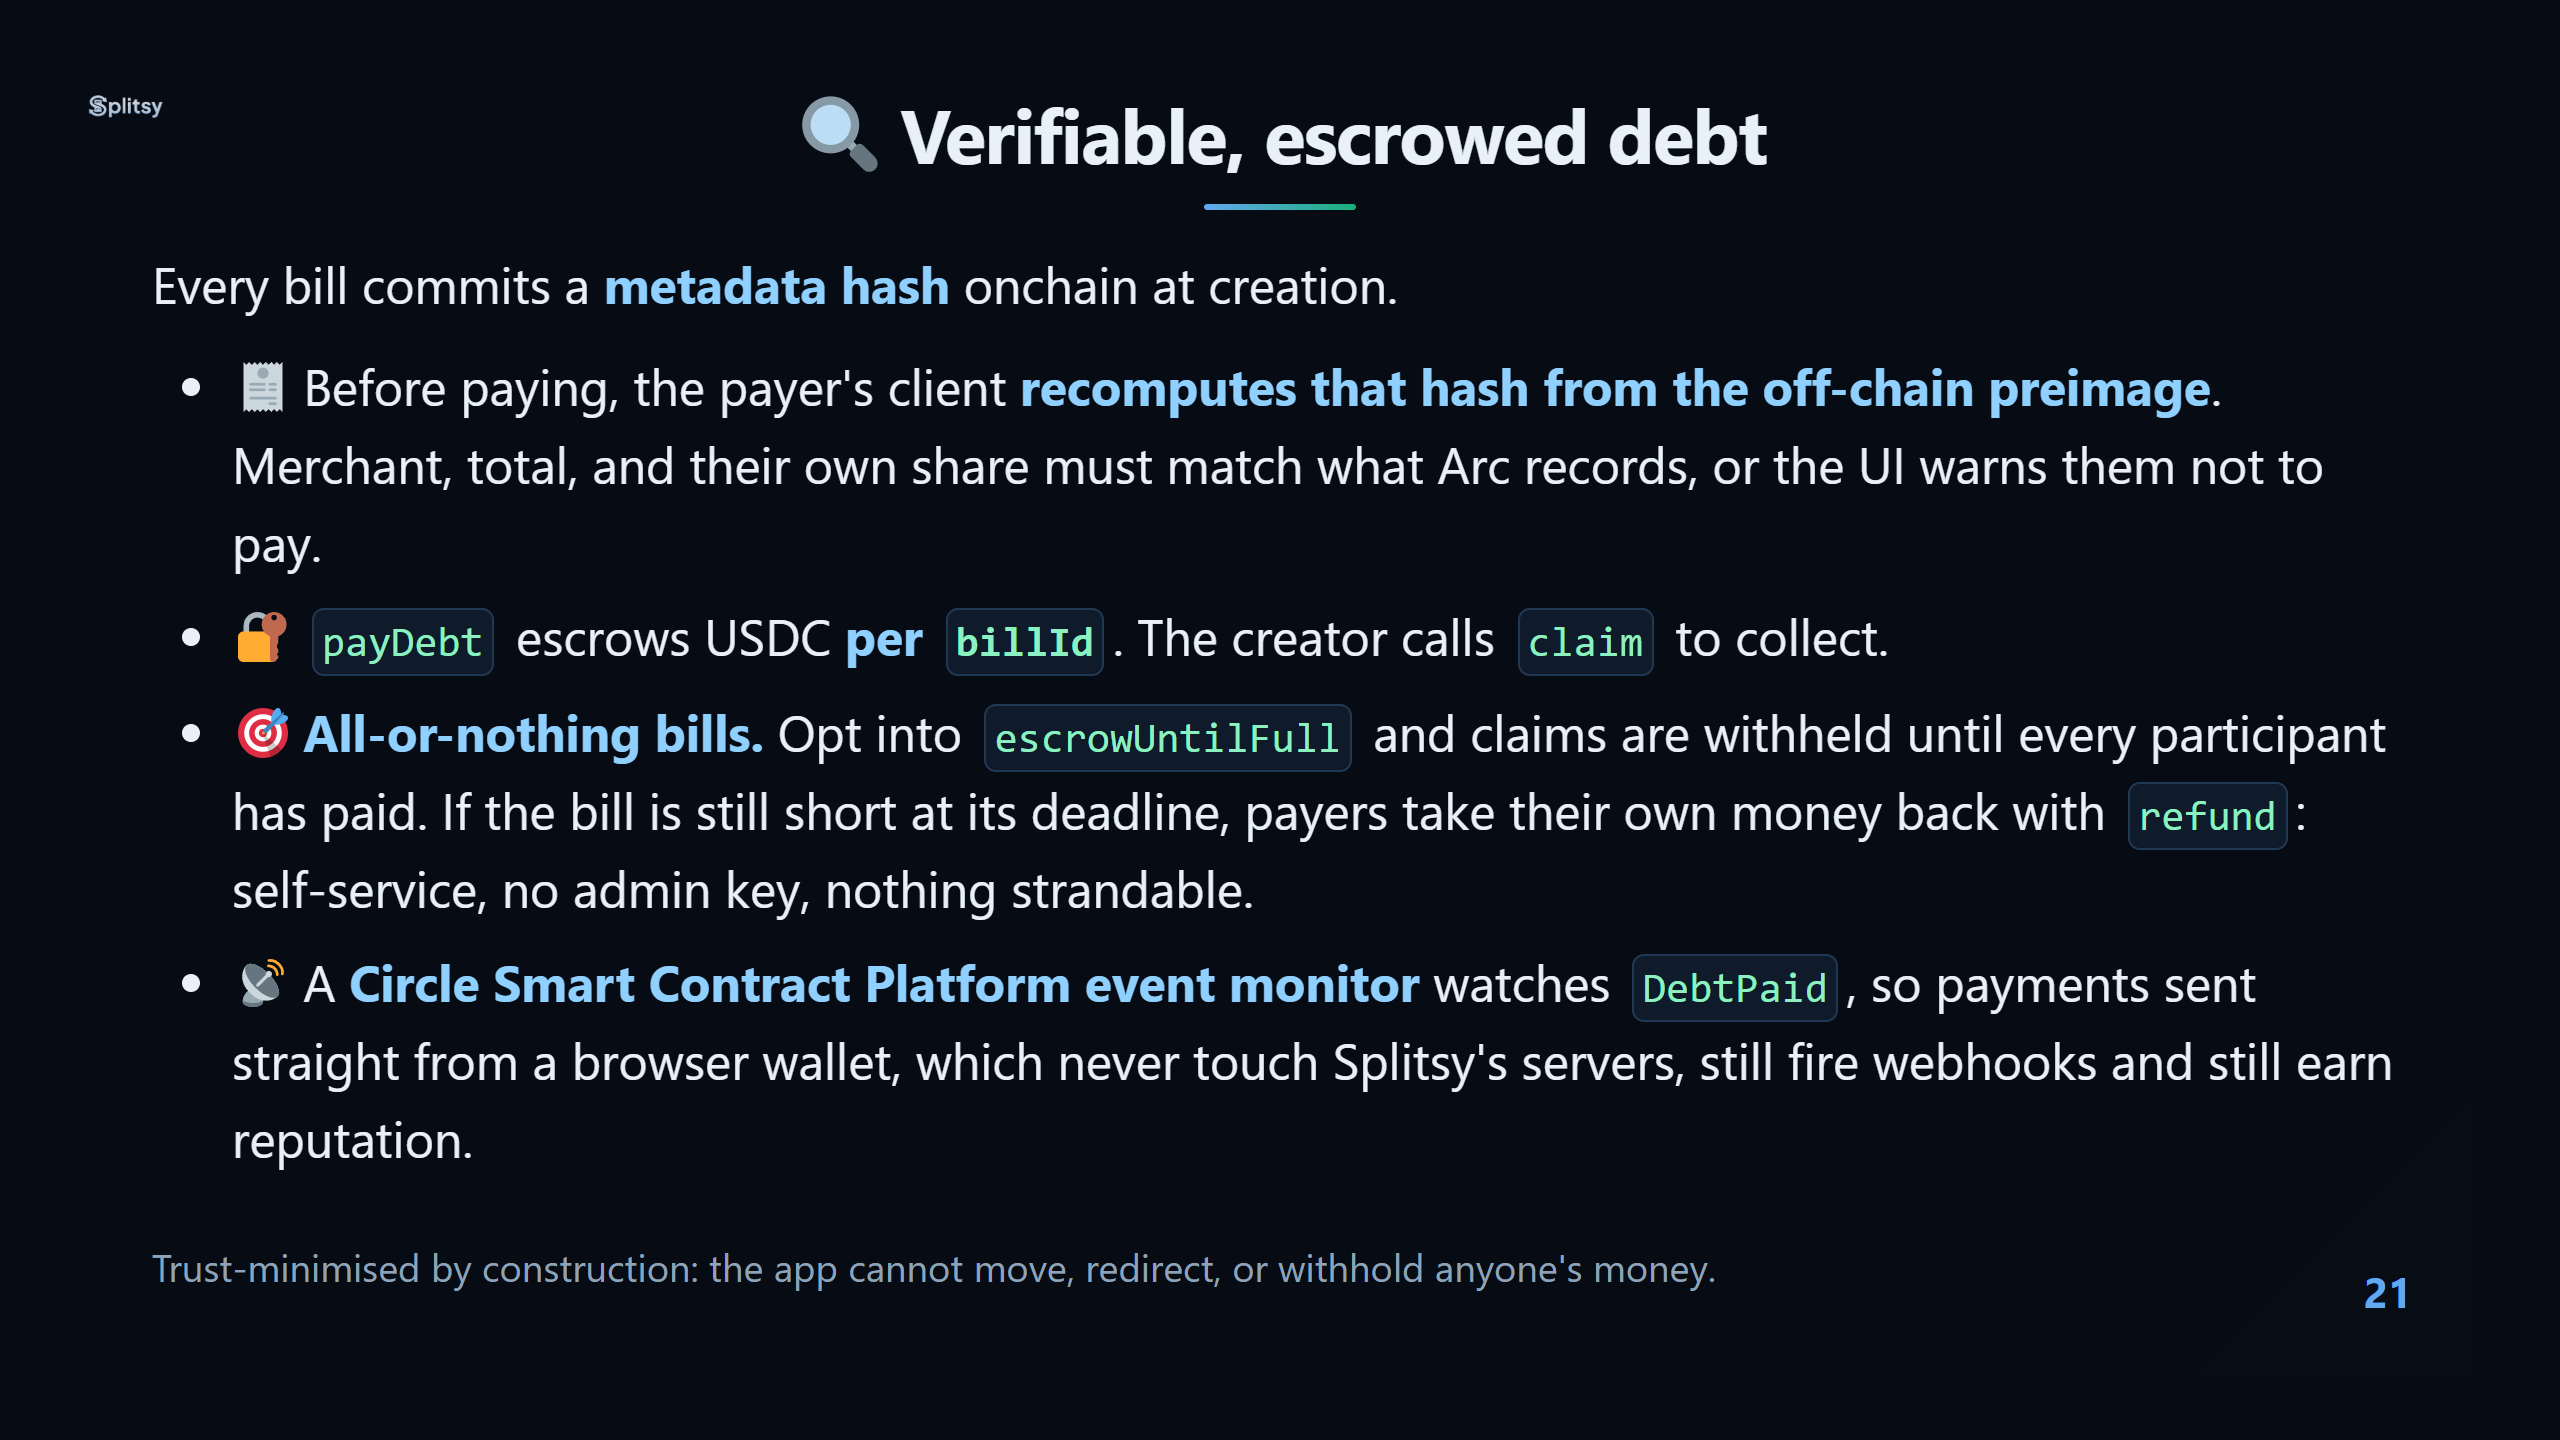 Splitsy
Verifiable, escrowed debt
Every bill commits a metadata hash onchain at creation.
Before paying, the payer's client recomputes that hash from the off-chain preimage.
Merchant, total, and their own share must match what Arc records, or the UI warns them not to
pay.
payDebt escrows USDC per billId. The creator calls claim to collect.
All-or-nothing bills. Opt into escrowUntilFull and claims are withheld until every participant
has paid. If the bill is still short at its deadline, payers take their own money back with refund:
self-service, no admin key, nothing strandable.
A Circle Smart Contract Platform event monitor watches DebtPaid, so payments sent
straight from a browser wallet, which never touch Splitsy's servers, still fire webhooks and still earn
reputation.
Trust-minimised by construction: the app cannot move, redirect, or withhold anyone's money.
21